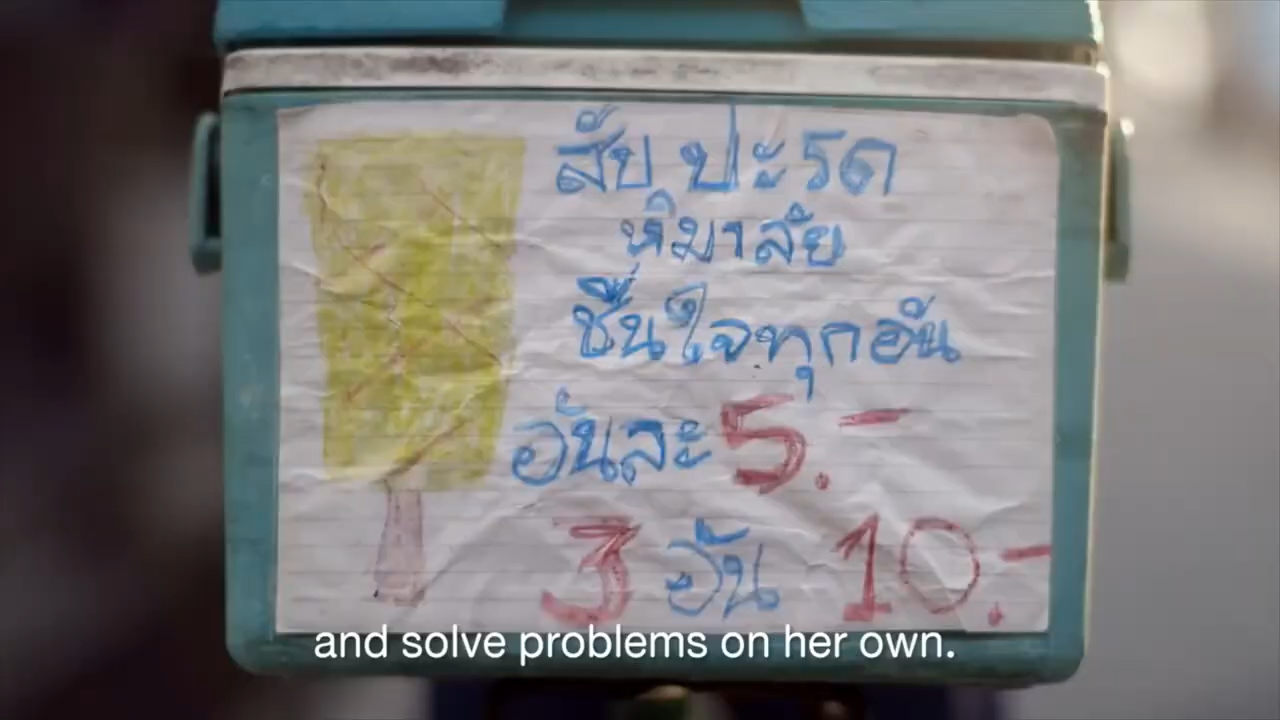 สับ ปะรด
หิมาลัย
ชื่นใจทุกอัน
อันละ 5.-
3 อัน 10.-
and solve problems on her own.